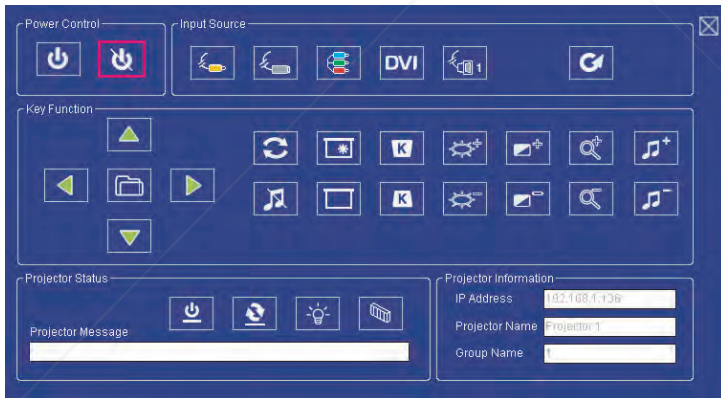 Power Control
Input Source
DVI
1
Key Function
K
K
Projector Status
Projector Message
Projector Information
IP Address 192.168.1.136
Projector Name Projector 1
Group Name 1